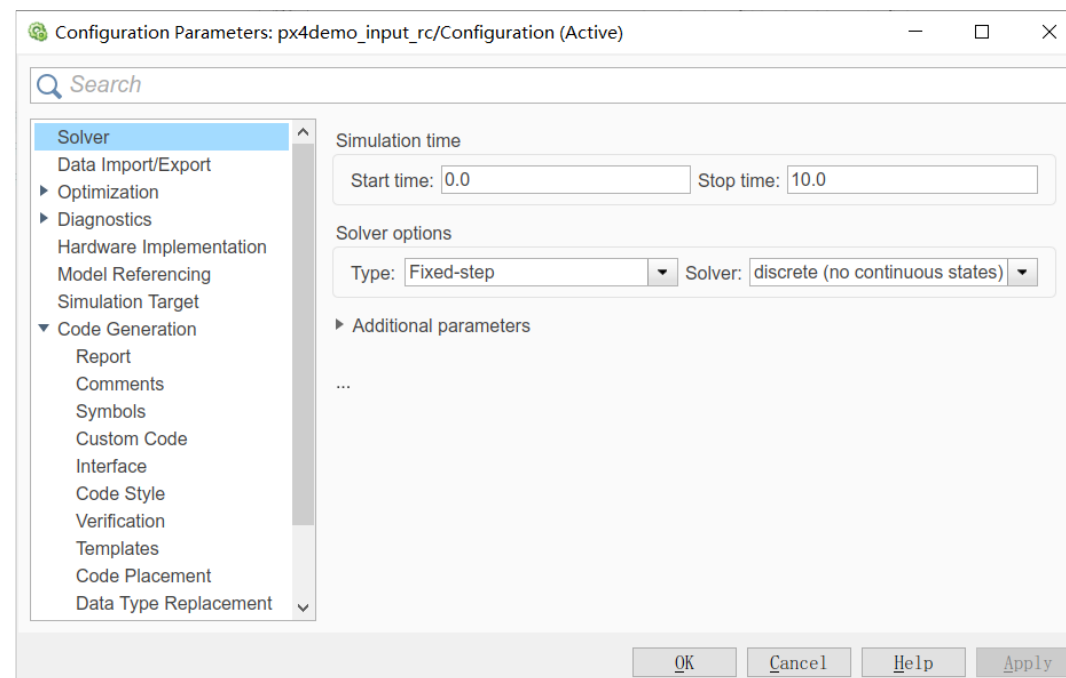 Configuration Parameters: px4demo_input_rc/Configuration (Active)
Search
Solver
Data Import/Export
Optimization
Diagnostics
Hardware Implementation
Model Referencing
Simulation Target
Code Generation
Report
Comments
Symbols
Custom Code
Interface
Code Style
Verification
Templates
Code Placement
Data Type Replacement
Simulation time
Start time: 0.0 Stop time: 10.0
Solver options
Type: Fixed-step Solver: discrete (no continuous states)
Additional parameters
...
OK Cancel Help Apply